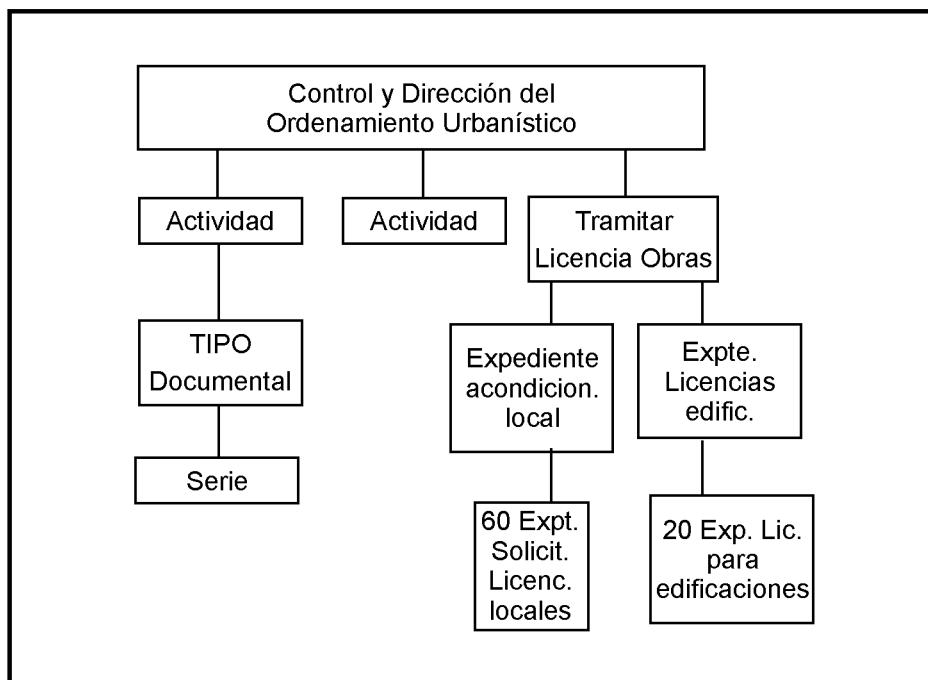 Control y Dirección del
Ordenamiento Urbanístico
Actividad
Actividad
Tramitar
Licencia Obras
TIPO
Documental
Expediente
acondicion.
local
Expte.
Licencias
edific.
Serie
60 Expt.
Solicit.
Licenc.
locales
20 Exp. Lic.
para
edificaciones